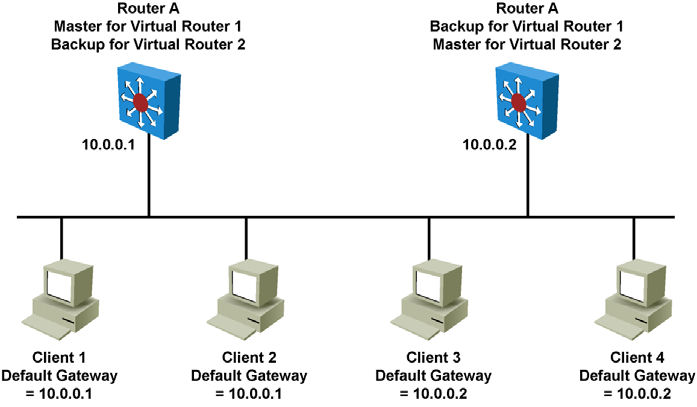 Router A
Master for Virtual Router 1
Backup for Virtual Router 2
Router A
Backup for Virtual Router 1
Master for Virtual Router 2
10.0.0.1
10.0.0.2
Client 1
Default Gateway
= 10.0.0.1
Client 2
Default Gateway
= 10.0.0.1
Client 3
Default Gateway
= 10.0.0.2
Client 4
Default Gateway
= 10.0.0.2